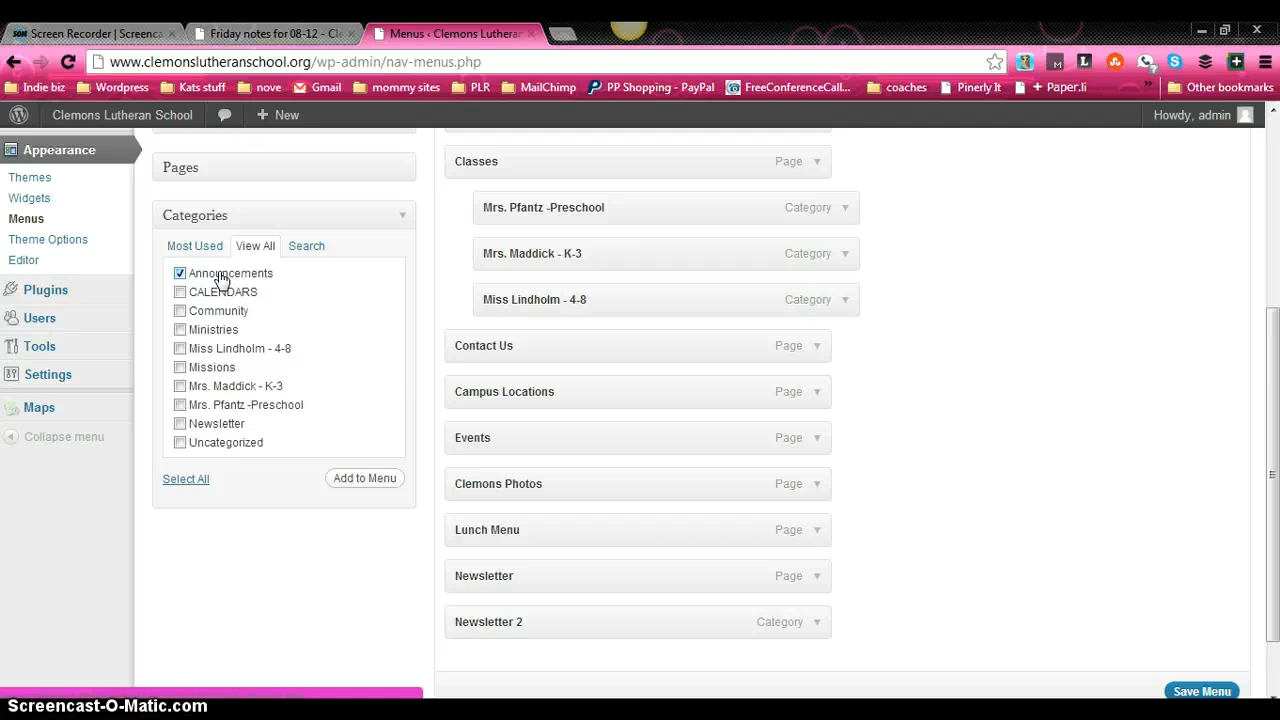 Screen Recorder | Screenca
Friday notes for 08-12 - Cle
Menus ‹ Clemons Lutheran
www.clemonslutheranschool.org/wp-admin/nav-menus.php
Indie biz
Wordpress
Kats stuff
nove
Gmail
mommy sites
PLR
MailChimp
PP Shopping - PayPal
FreeConferenceCall...
coaches
Pinerly It
+ Paper.li
Other bookmarks
Clemons Lutheran School
+ New
Howdy, admin
Appearance
Themes
Widgets
Menus
Theme Options
Editor
Plugins
Users
Tools
Settings
Maps
Collapse menu
Pages
Categories
Most Used
View All
Search
Announcements
CALENDARS
Community
Ministries
Miss Lindholm - 4-8
Missions
Mrs. Maddick - K-3
Mrs. Pfantz -Preschool
Newsletter
Uncategorized
Select All
Add to Menu
Classes Page
Mrs. Pfantz -Preschool Category
Mrs. Maddick - K-3 Category
Miss Lindholm - 4-8 Category
Contact Us Page
Campus Locations Page
Events Page
Clemons Photos Page
Lunch Menu Page
Newsletter Page
Newsletter 2 Category
Save Menu
Screencast-O-Matic.com